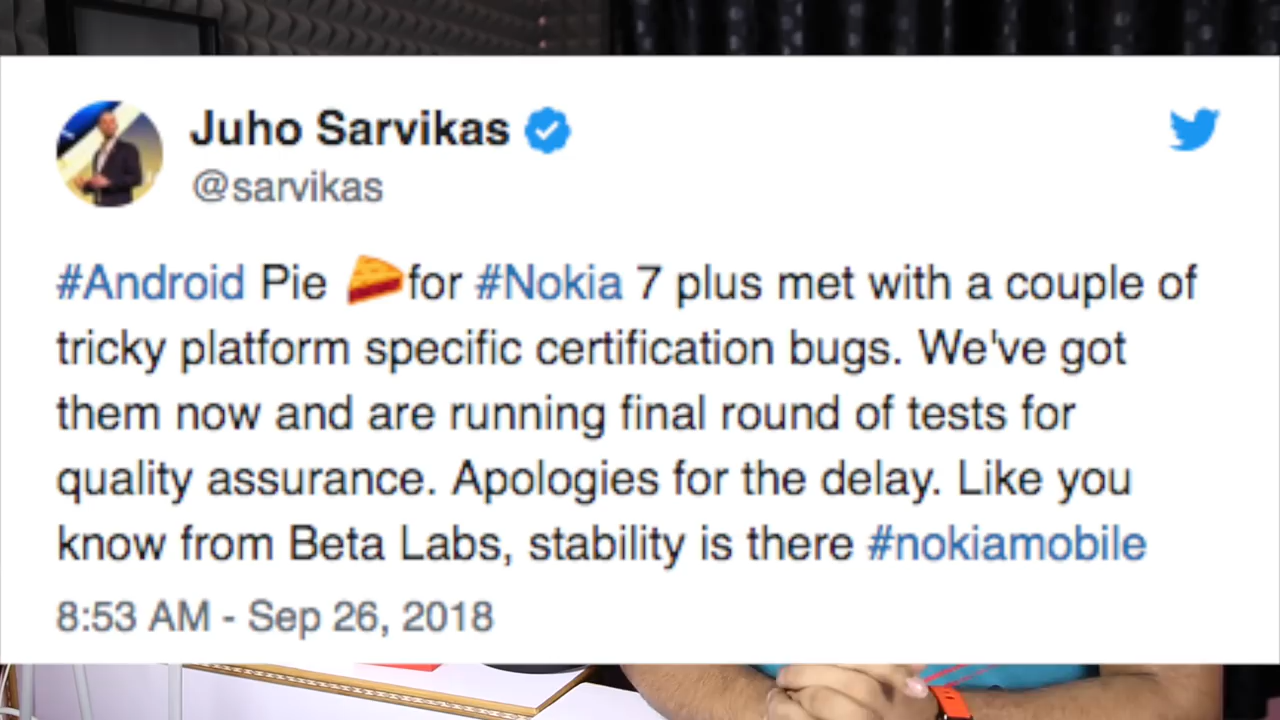 Juho Sarvikas
@sarvikas
#Android Pie 🥧for #Nokia 7 plus met with a couple of
tricky platform specific certification bugs. We've got
them now and are running final round of tests for
quality assurance. Apologies for the delay. Like you
know from Beta Labs, stability is there #nokiamobile
8:53 AM - Sep 26, 2018